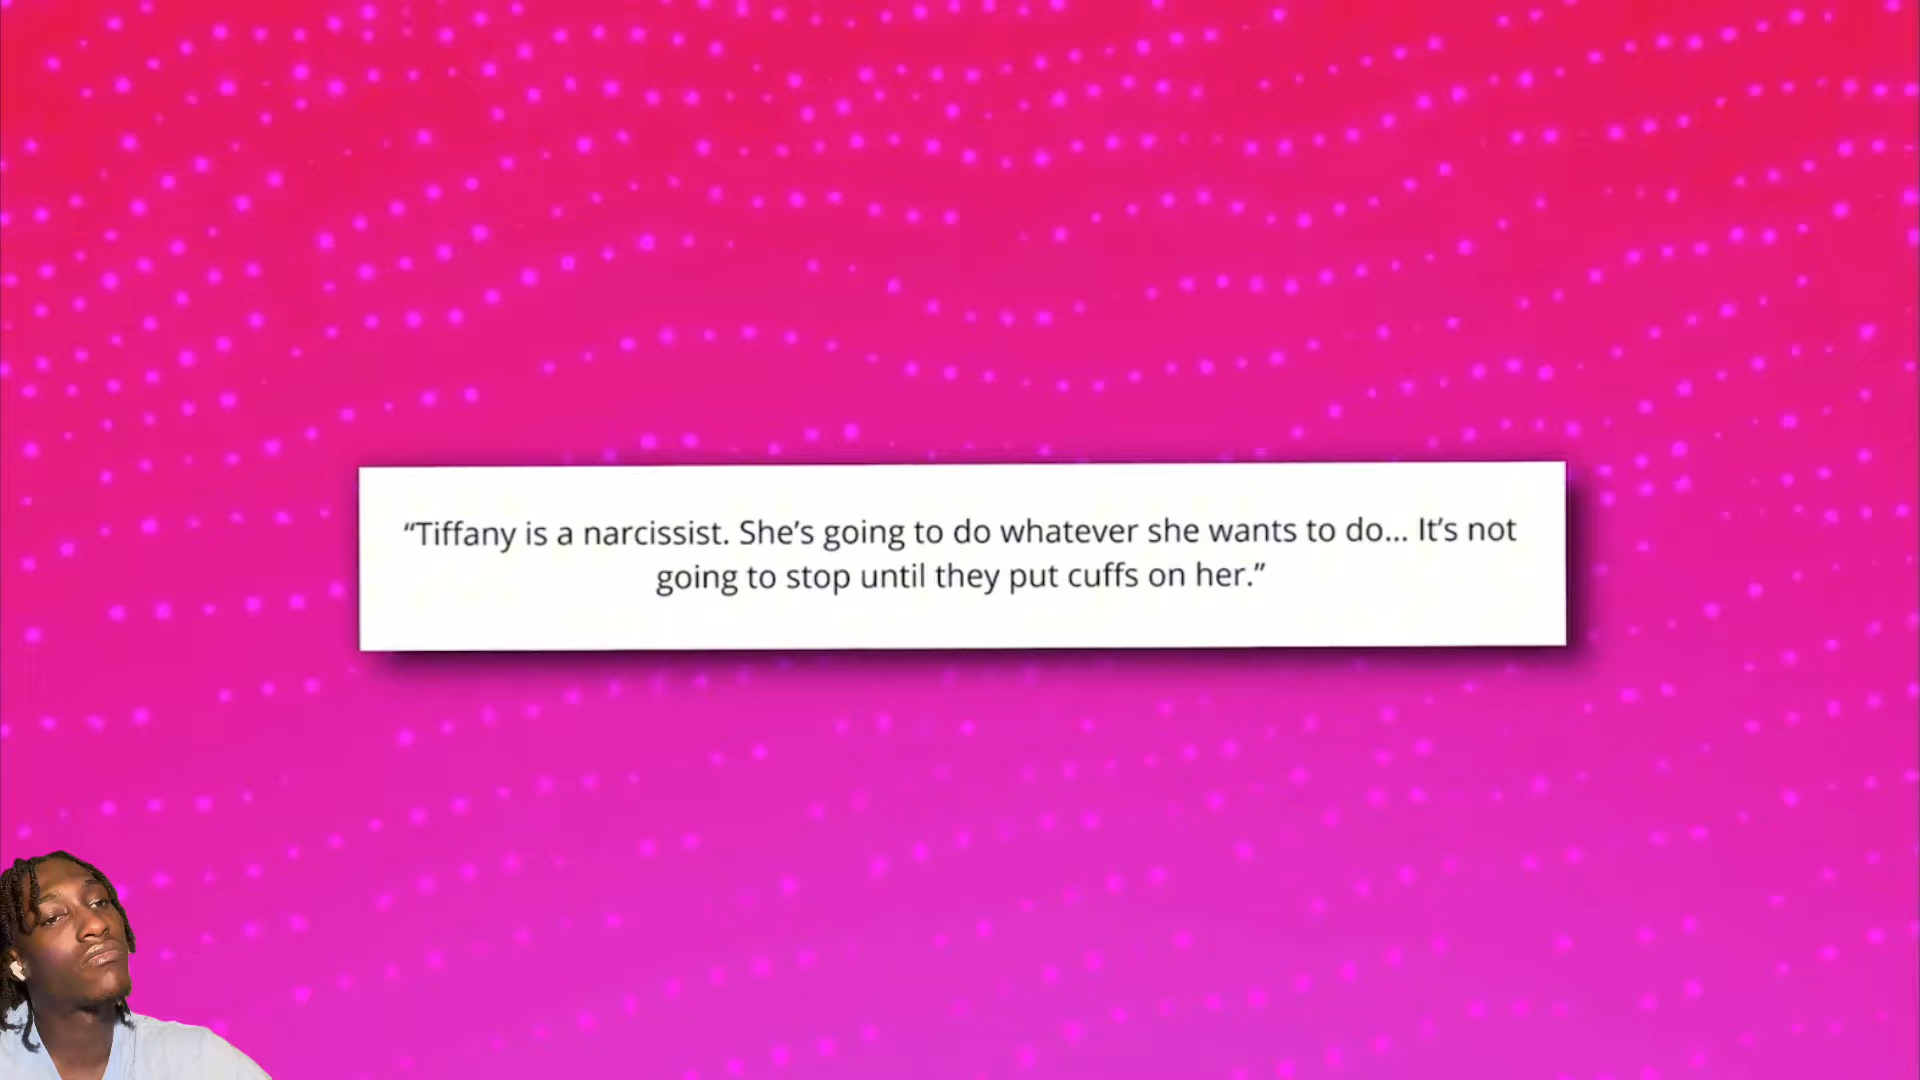 “Tiffany is a narcissist. She’s going to do whatever she wants to do... It’s not
going to stop until they put cuffs on her.”